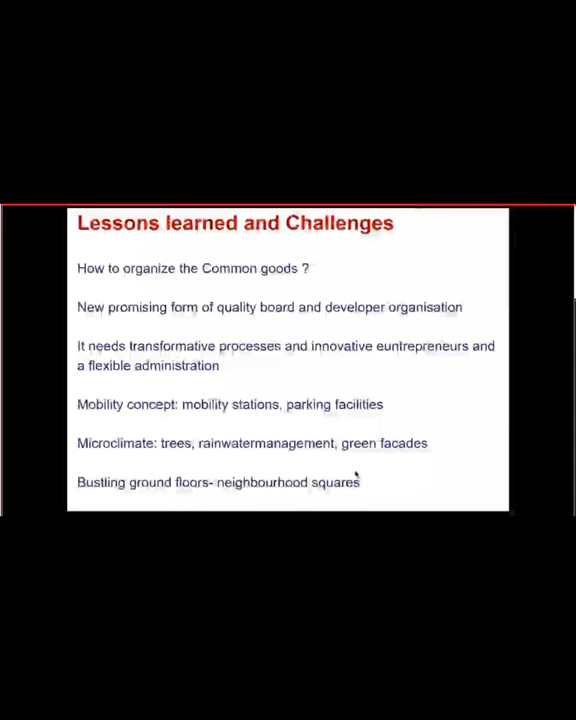 Lessons learned and Challenges
How to organize the Common goods ?
New promising form of quality board and developer organisation
It needs transformative processes and innovative euntrepreneurs and
a flexible administration
Mobility concept: mobility stations, parking facilities
Microclimate: trees, rainwatermanagement, green facades
Bustling ground floors- neighbourhood squares